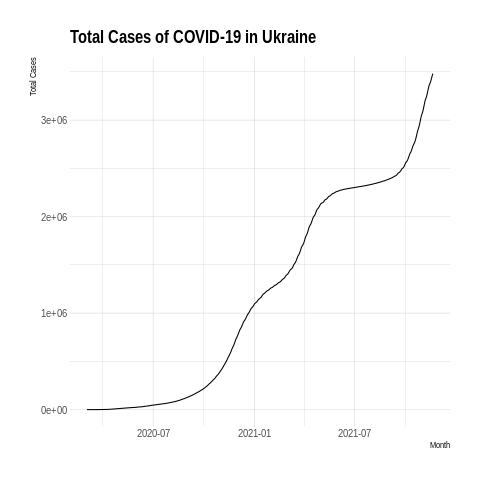 Total Cases of COVID-19 in Ukraine
Total Cases
3e+06
2e+06
1e+06
0e+00
2020-07 2021-01 2021-07
Month